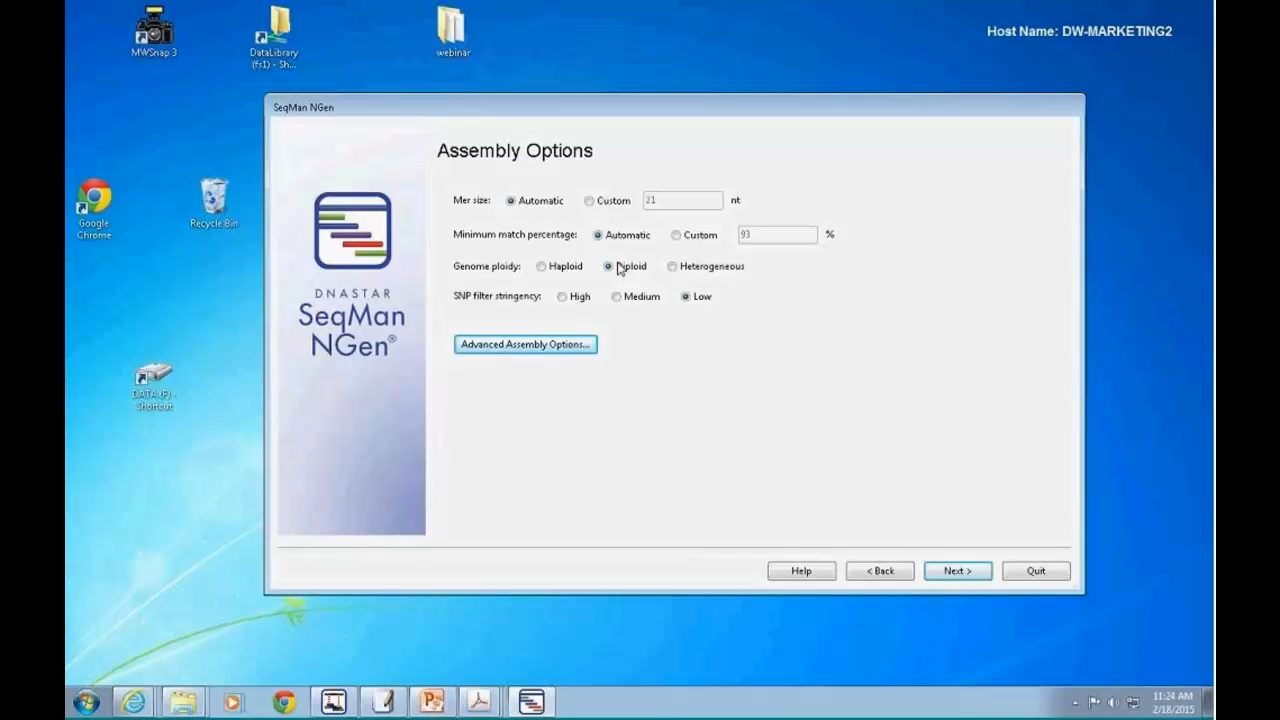 MWSnap 3
DataLibrary
(fs1) - Sh...
webinar
Host Name: DW-MARKETING2
SeqMan NGen
Assembly Options
Mer size: Automatic Custom 21 nt
Minimum match percentage: Automatic Custom 93 %
Genome ploidy: Haploid Diploid Heterogeneous
SNP filter stringency: High Medium Low
Advanced Assembly Options...
DNASTAR
SeqMan
NGen®
Google
Chrome
Recycle Bin
DATA (F) -
Shortcut
Help < Back Next > Quit
11:24 AM
2/18/2015